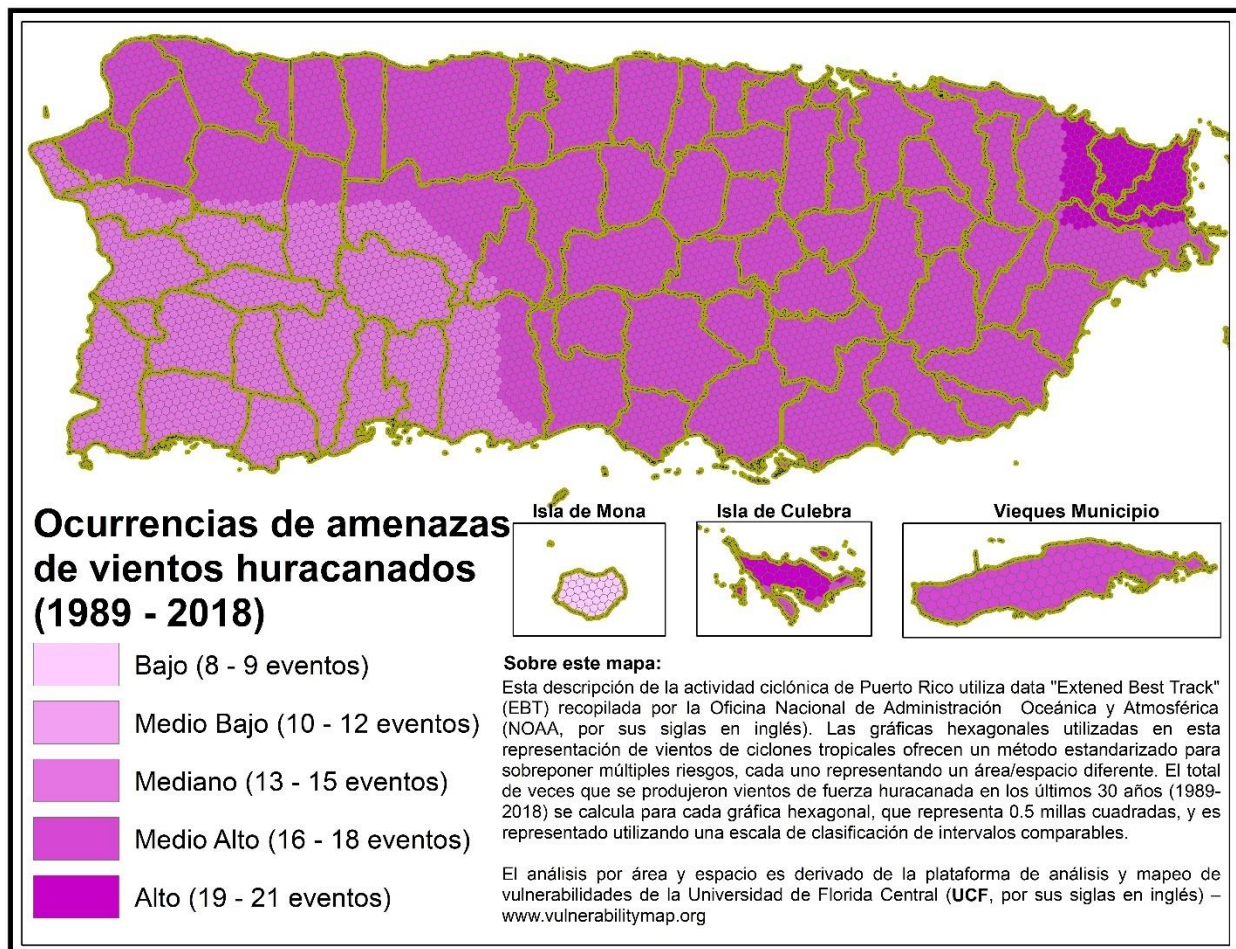 Ocurrencias de amenazas
de vientos huracanados
(1989 - 2018)
Bajo (8 - 9 eventos)
Medio Bajo (10 - 12 eventos)
Mediano (13 - 15 eventos)
Medio Alto (16 - 18 eventos)
Alto (19 - 21 eventos)
Isla de Mona
Isla de Culebra
Vieques Municipio
Sobre este mapa:
Esta descripción de la actividad ciclónica de Puerto Rico utiliza data "Extened Best Track"
(EBT) recopilada por la Oficina Nacional de Administración Oceánica y Atmosférica
(NOAA, por sus siglas en inglés). Las gráficas hexagonales utilizadas en esta
representación de vientos de ciclones tropicales ofrecen un método estandarizado para
sobreponer múltiples riesgos, cada uno representando un área/espacio diferente. El total
de veces que se produjeron vientos de fuerza huracanada en los últimos 30 años (1989-
2018) se calcula para cada gráfica hexagonal, que representa 0.5 millas cuadradas, y es
representado utilizando una escala de clasificación de intervalos comparables.
El análisis por área y espacio es derivado de la plataforma de análisis y mapeo de
vulnerabilidades de la Universidad de Florida Central (UCF, por sus siglas en inglés) –
www.vulnerabilitymap.org